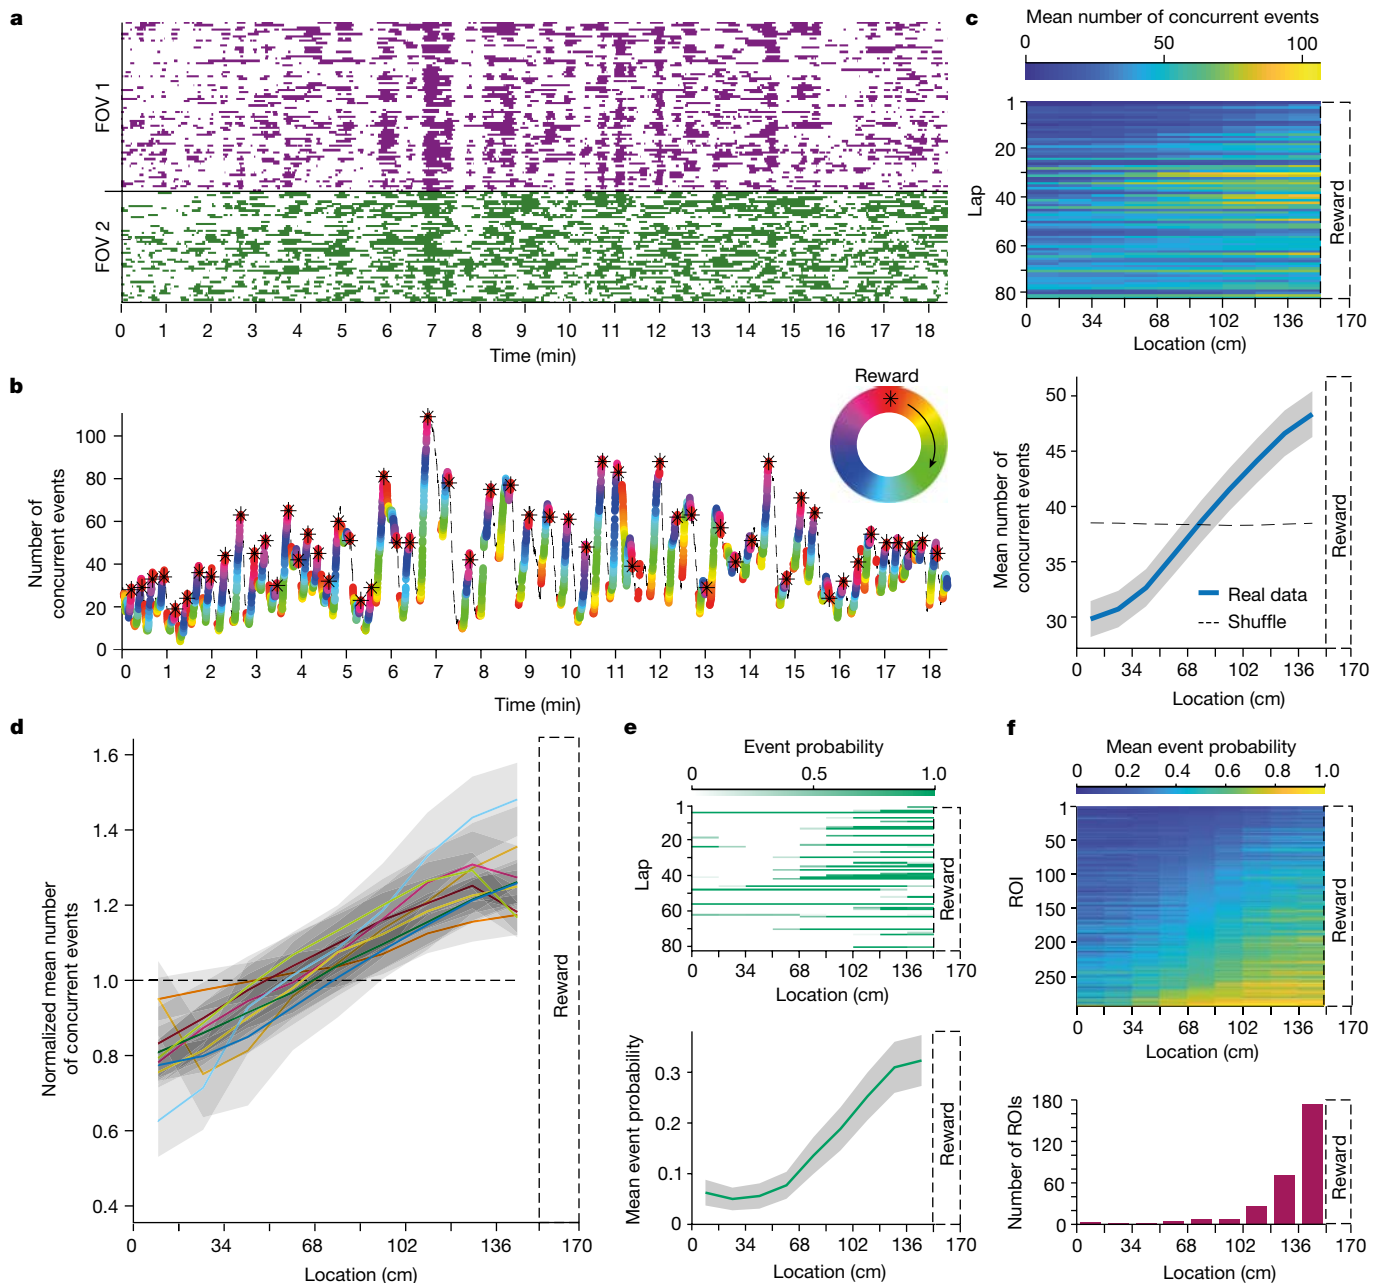 a
FOV 1
FOV 2
0 1 2 3 4 5 6 7 8 9 10 11 12 13 14 15 16 17 18
Time (min)
b
Reward
Number of
concurrent events
100
80
60
40
20
0
0 1 2 3 4 5 6 7 8 9 10 11 12 13 14 15 16 17 18
Time (min)
c
Mean number of concurrent events
0 50 100
Lap
1
20
40
60
80
Reward
0 34 68 102 136 170
Location (cm)
Mean number of
concurrent events
50
45
40
35
30
Real data
Shuffle
Reward
0 34 68 102 136 170
Location (cm)
d
Normalized mean number
of concurrent events
1.6
1.4
1.2
1.0
0.8
0.6
0.4
Reward
0 34 68 102 136 170
Location (cm)
e
Event probability
0 0.5 1.0
Lap
1
20
40
60
80
Reward
0 34 68 102 136 170
Location (cm)
Mean event probability
0.3
0.2
0.1
0
Reward
0 34 68 102 136 170
Location (cm)
f
Mean event probability
0 0.2 0.4 0.6 0.8 1.0
ROI
1
50
100
150
200
250
Reward
0 34 68 102 136 170
Location (cm)
Number of ROIs
180
120
60
0
Reward
0 34 68 102 136 170
Location (cm)